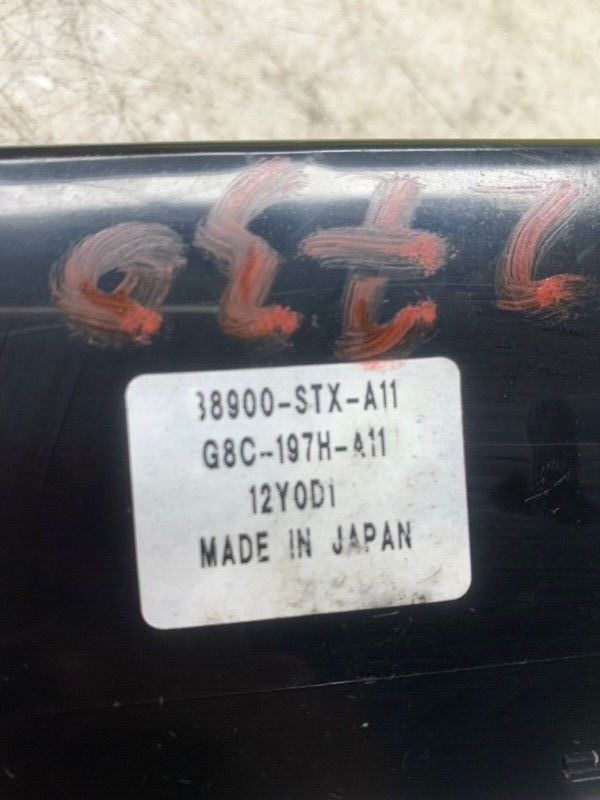 38900-STX-A11
G8C-197H-A11
12Y0D1
MADE IN JAPAN